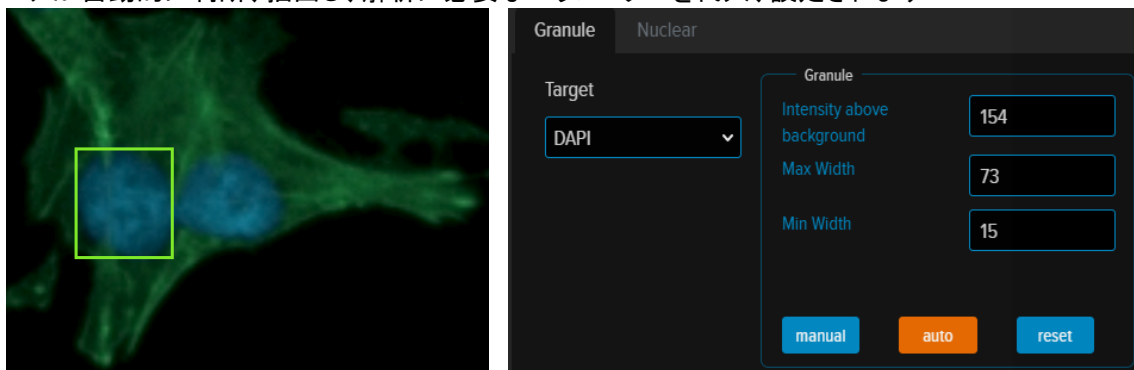 Granule Nuclear
Target
DAPI
Granule
Intensity above
background
154
Max Width
73
Min Width
15
manual auto reset